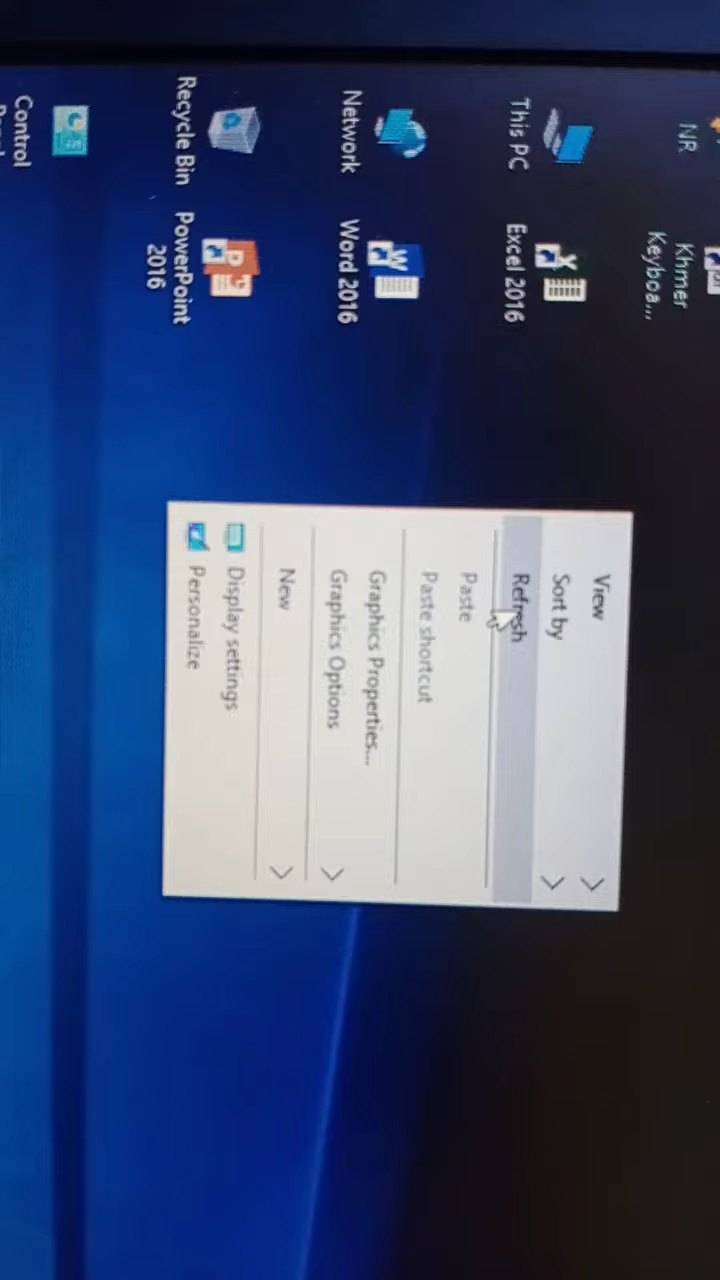 NR
Khmer
Keyboa...
This PC
Excel 2016
Network
Word 2016
Recycle Bin
PowerPoint
2016
Control
View
Sort by
Refresh
Paste
Paste shortcut
Graphics Properties...
Graphics Options
New
Display settings
Personalize